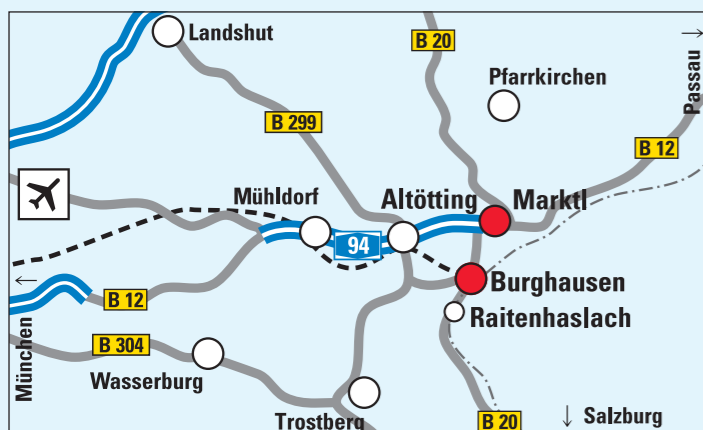 Landshut
B 20
Pfarrkirchen
Passau
B 299
B 12
Mühldorf
Altötting
Marktl
94
Burghausen
B 12
Raitenhaslach
München
B 304
Wasserburg
Trostberg
B 20
Salzburg